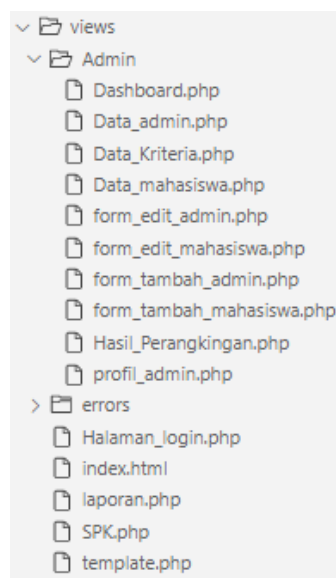 views
Admin
Dashboard.php
Data_admin.php
Data_Kriteria.php
Data_mahasiswa.php
form_edit_admin.php
form_edit_mahasiswa.php
form_tambah_admin.php
form_tambah_mahasiswa.php
Hasil_Perangkingan.php
profil_admin.php
errors
Halaman_login.php
index.html
laporan.php
SPK.php
template.php